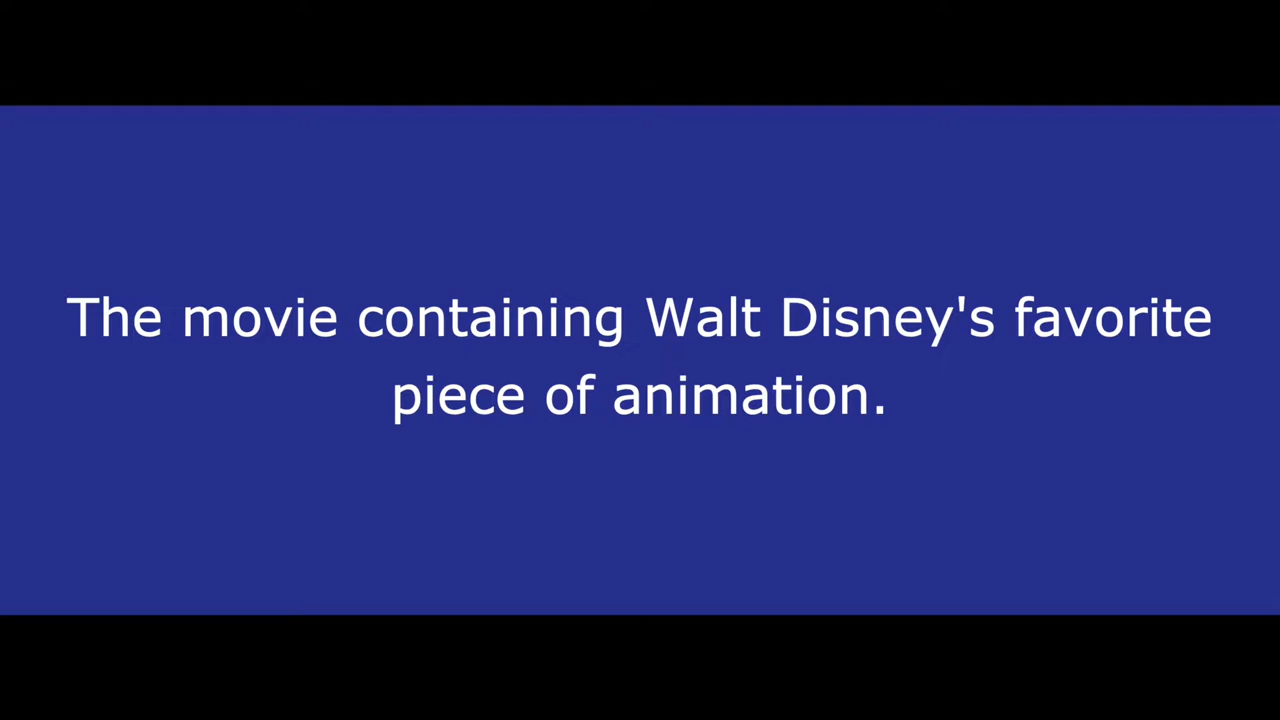 The movie containing Walt Disney's favorite
piece of animation.